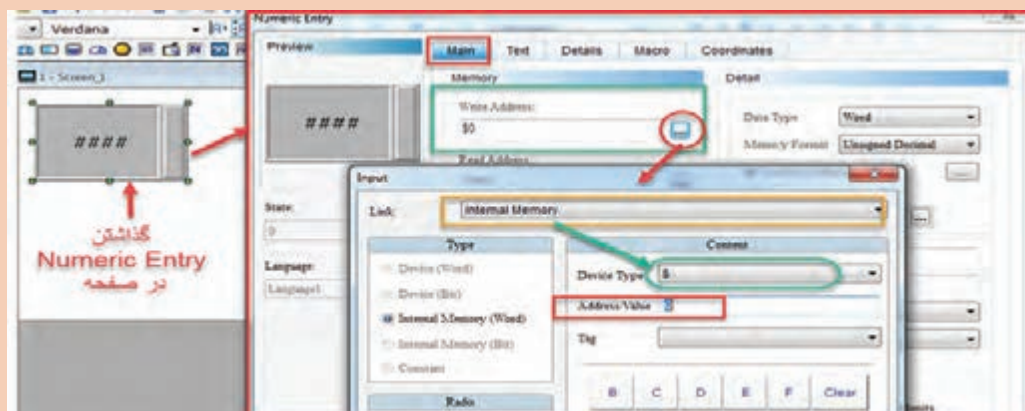 Verdana
Numeric Entry
1 - Screen_1
####
گذاشتن
Numeric Entry
در صفحه
Preview
####
State:
0
Language:
Language1
Main Text Details Macro Coordinates
Memory
Write Address:
$0
Read Address
Detail
Data Type Word
Memory Format Unsigned Decimal
Input
Link: Internal Memory
Type
Device (Word)
Device (Bit)
Internal Memory (Word)
Internal Memory (Bit)
Constant
Radio
Content
Device Type $
Address/Value 0
Tag
B C D E F Clear